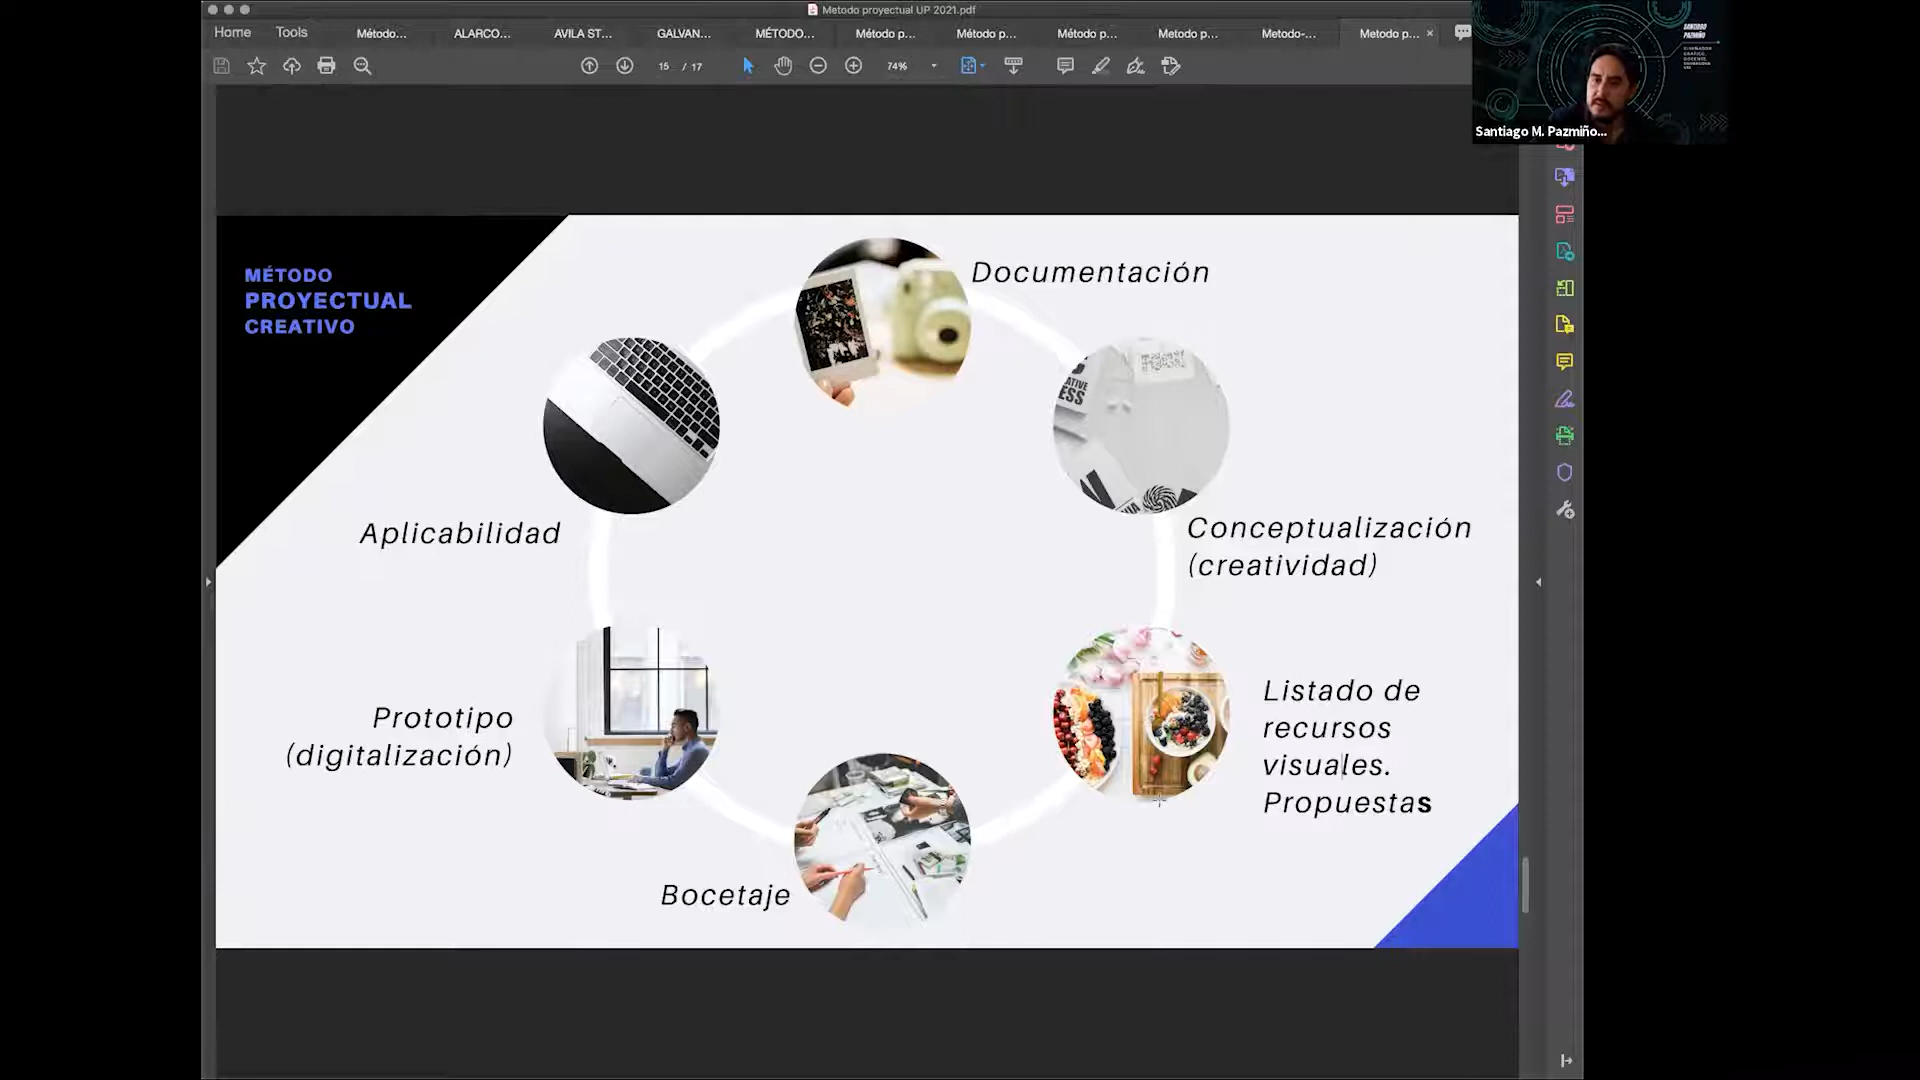 Metodo proyectual UP 2021.pdf
Home
Tools
Método...
ALARCO...
AVILA ST...
GALVAN...
MÉTODO...
Método p...
Método p...
Método p...
Metodo p...
Metodo-...
Metodo p...
15 / 17
74%
SANTIAGO
PAZMIÑO
Santiago M. Pazmiño...
MÉTODO
PROYECTUAL
CREATIVO
Documentación
Conceptualización
(creatividad)
Listado de
recursos
visuales.
Propuestas
Bocetaje
Prototipo
(digitalización)
Aplicabilidad